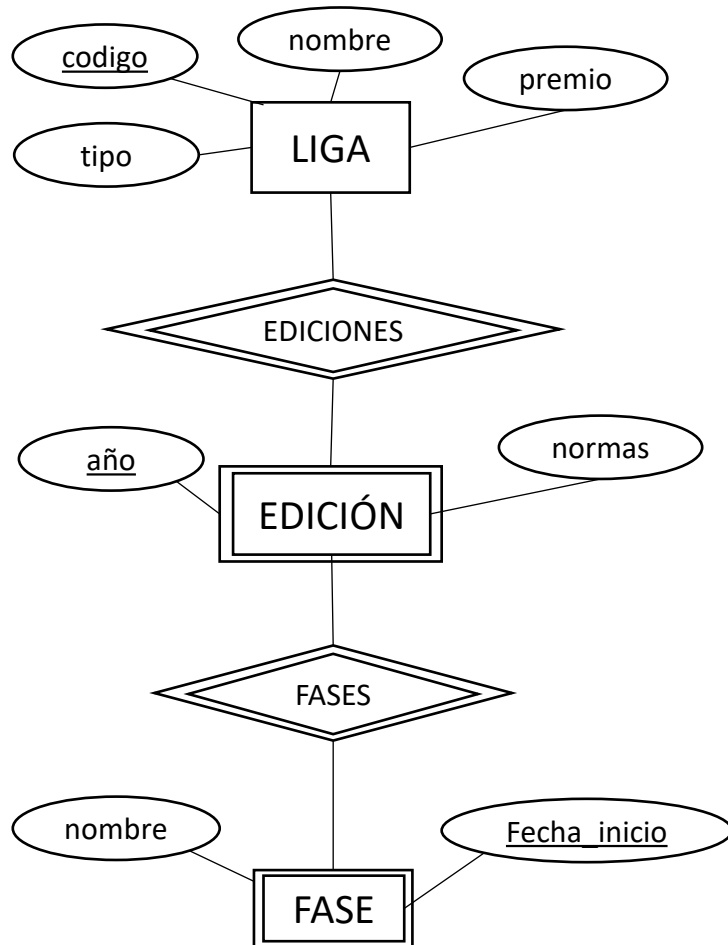 nombre
codigo
premio
tipo
LIGA
EDICIONES
año
normas
EDICIÓN
FASES
nombre
Fecha_inicio
FASE